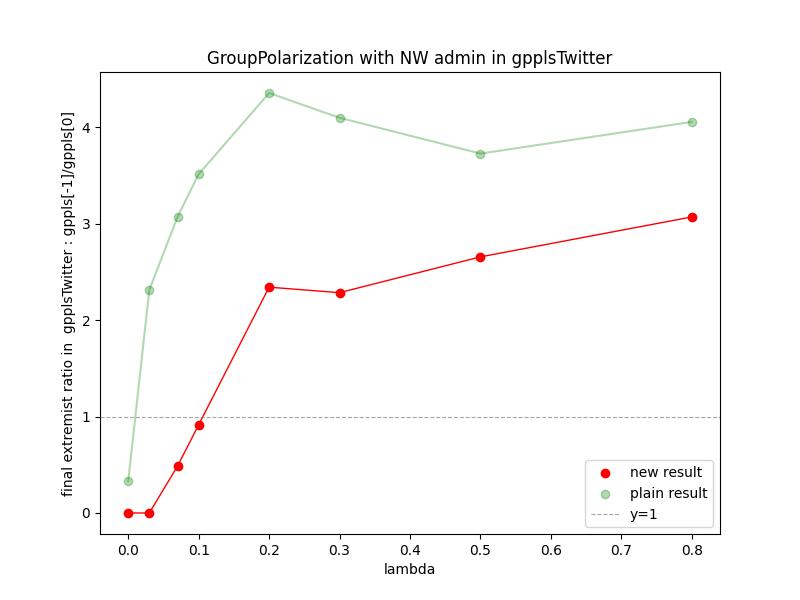 GroupPolarization with NW admin in gpplsTwitter
final extremist ratio in  gpplsTwitter : gppls[-1]/gppls[0]
4
3
2
1
0
new result
plain result
y=1
0.0 0.1 0.2 0.3 0.4 0.5 0.6 0.7 0.8
lambda